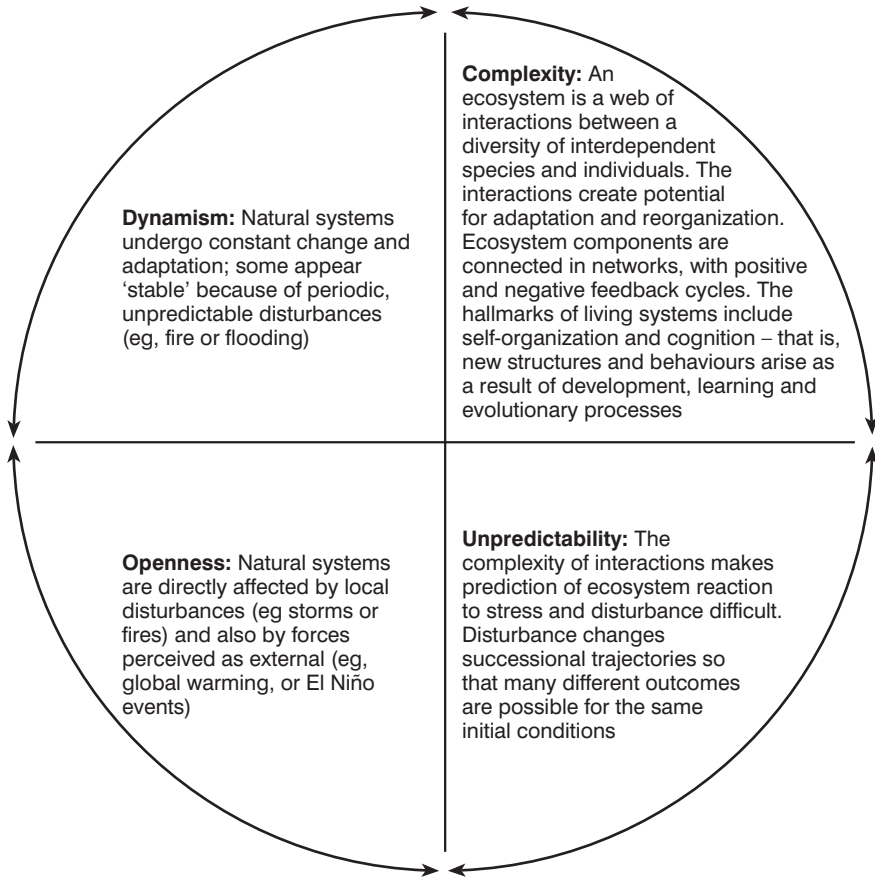 Complexity: An
ecosystem is a web of
interactions between a
diversity of interdependent
species and individuals. The
interactions create potential
for adaptation and reorganization.
Ecosystem components are
connected in networks, with positive
and negative feedback cycles. The
hallmarks of living systems include
self-organization and cognition – that is,
new structures and behaviours arise as
a result of development, learning and
evolutionary processes
Dynamism: Natural systems
undergo constant change and
adaptation; some appear
‘stable’ because of periodic,
unpredictable disturbances
(eg, fire or flooding)
Openness: Natural systems
are directly affected by local
disturbances (eg storms or
fires) and also by forces
perceived as external (eg,
global warming, or El Niño
events)
Unpredictability: The
complexity of interactions makes
prediction of ecosystem reaction
to stress and disturbance difficult.
Disturbance changes
successional trajectories so
that many different outcomes
are possible for the same
initial conditions